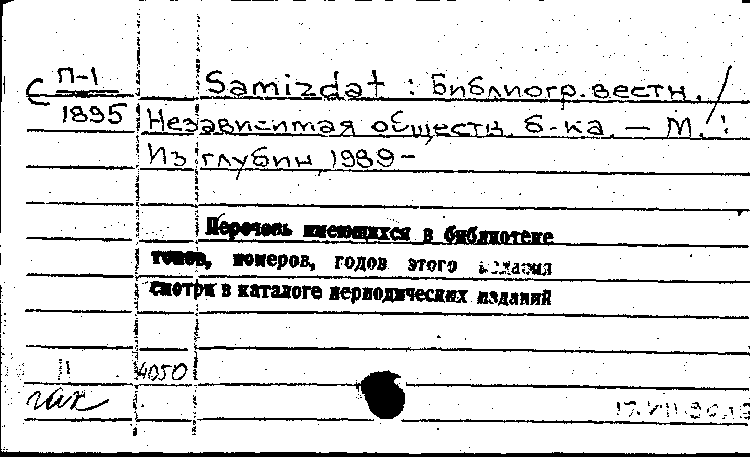 С П-1
1895
Samizdat : Библиогр. вестн. /
Независимая обществ. б-ка. — М. :
Из глубин, 1989 -
Перечень имеющихся в библиотеке
томов, номеров, годов этого издания
смотри в каталоге периодических изданий
11 4050